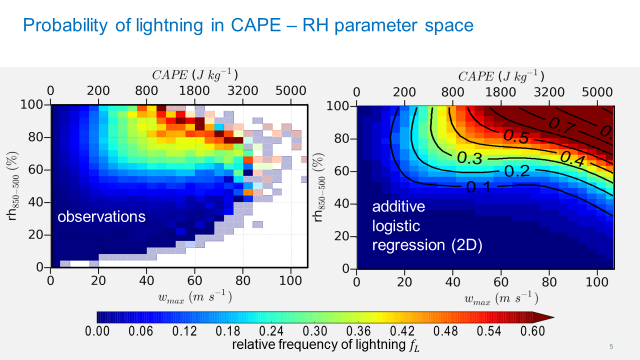 Probability of lightning in CAPE – RH parameter space
CAPE (J kg⁻¹)
0 200 800 1800 3200 5000
100
80
60
40
20
0
rh₈₅₀₋₅₀₀ (%)
observations
0 20 40 60 80 100
wₘₐₓ (m s⁻¹)
CAPE (J kg⁻¹)
0 200 800 1800 3200 5000
100
80
60
40
20
0
rh₈₅₀₋₅₀₀ (%)
0.7
0.5
0.4
0.3
0.2
0.1
additive
logistic
regression (2D)
0 20 40 60 80 100
wₘₐₓ (m s⁻¹)
0.00 0.06 0.12 0.18 0.24 0.30 0.36 0.42 0.48 0.54 0.60
relative frequency of lightning f_L
5